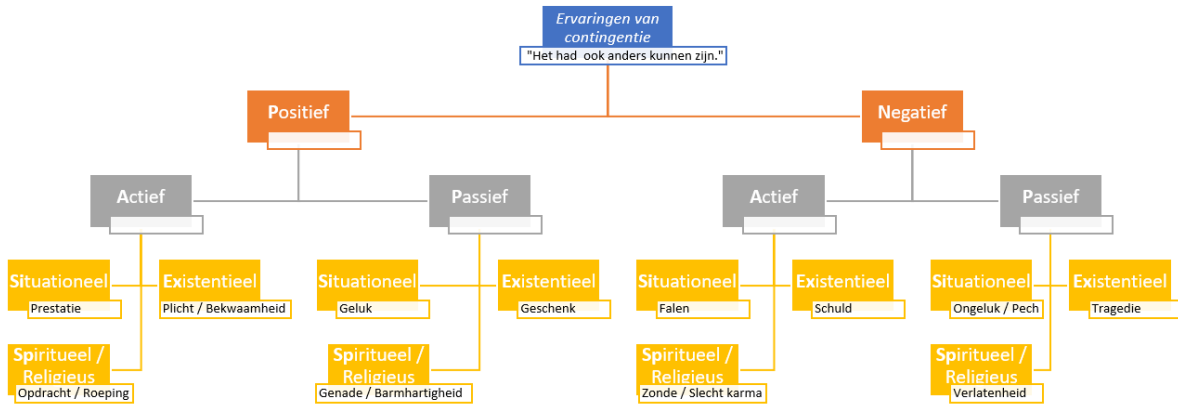 Ervaringen van
contingentie
"Het had ook anders kunnen zijn."
Positief
Negatief
Actief
Passief
Actief
Passief
Situationeel
Prestatie
Existentieel
Plicht / Bekwaamheid
Situationeel
Geluk
Existentieel
Geschenk
Situationeel
Falen
Existentieel
Schuld
Situationeel
Ongeluk / Pech
Existentieel
Tragedie
Spiritueel /
Religieus
Opdracht / Roeping
Spiritueel /
Religieus
Genade / Barmhartigheid
Spiritueel /
Religieus
Zonde / Slecht karma
Spiritueel /
Religieus
Verlatenheid